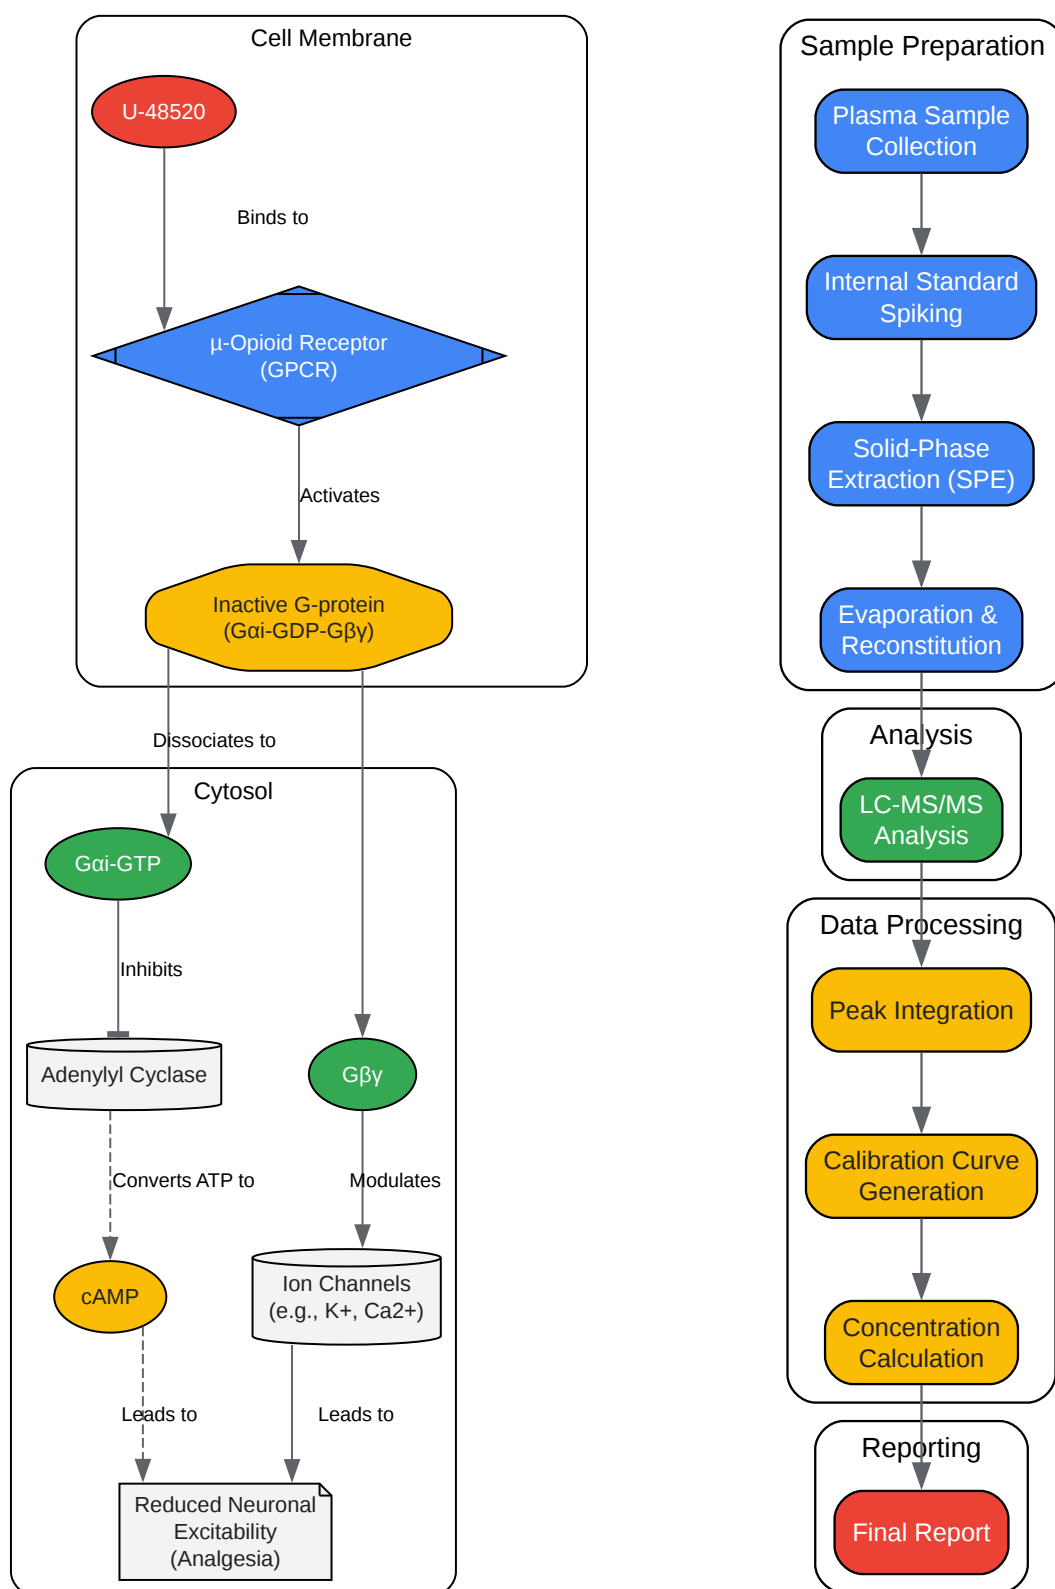 Cell Membrane
U-48520
Binds to
µ-Opioid Receptor
(GPCR)
Activates
Inactive G-protein
(Gαi-GDP-Gβγ)
Dissociates to
Cytosol
Gαi-GTP
Inhibits
Adenylyl Cyclase
Gβγ
Converts ATP to
Modulates
cAMP
Ion Channels
(e.g., K+, Ca2+)
Leads to
Leads to
Reduced Neuronal
Excitability
(Analgesia)
Sample Preparation
Plasma Sample
Collection
Internal Standard
Spiking
Solid-Phase
Extraction (SPE)
Evaporation &
Reconstitution
Analysis
LC-MS/MS
Analysis
Data Processing
Peak Integration
Calibration Curve
Generation
Concentration
Calculation
Reporting
Final Report